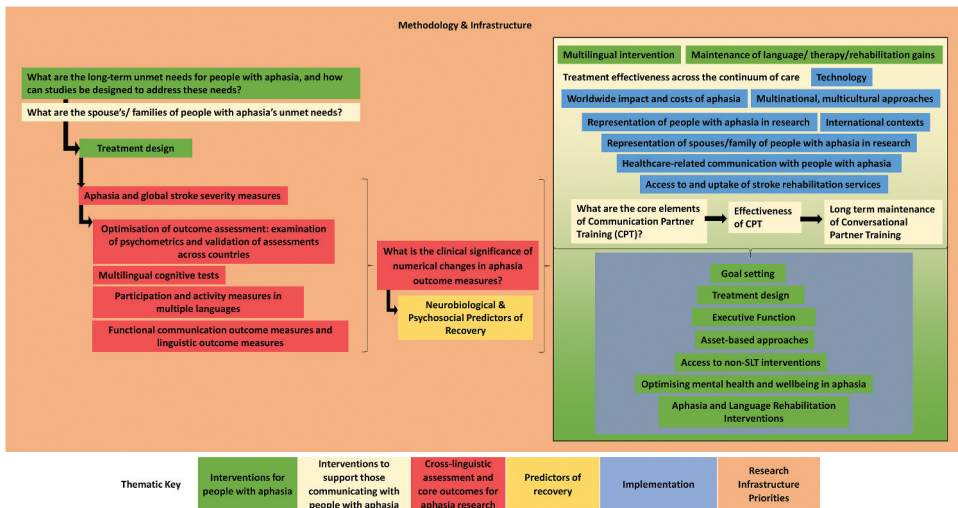 Methodology & Infrastructure
What are the long-term unmet needs for people with aphasia, and how
can studies be designed to address these needs?
What are the spouse's/ families of people with aphasia's unmet needs?
Treatment design
Aphasia and global stroke severity measures
Optimisation of outcome assessment: examination
of psychometrics and validation of assessments
across countries
Multilingual cognitive tests
Participation and activity measures in
multiple languages
Functional communication outcome measures and
linguistic outcome measures
What is the clinical significance of
numerical changes in aphasia
outcome measures?
Neurobiological &
Psychosocial Predictors of
Recovery
Multilingual intervention
Maintenance of language/ therapy/rehabilitation gains
Treatment effectiveness across the continuum of care
Technology
Worldwide impact and costs of aphasia
Multinational, multicultural approaches
Representation of people with aphasia in research
International contexts
Representation of spouses/family of people with aphasia in research
Healthcare-related communication with people with aphasia
Access to and uptake of stroke rehabilitation services
What are the core elements
of Communication Partner
Training (CPT)?
Effectiveness
of CPT
Long term maintenance
of Conversational
Partner Training
Goal setting
Treatment design
Executive Function
Asset-based approaches
Access to non-SLT interventions
Optimising mental health and wellbeing in aphasia
Aphasia and Language Rehabilitation
Interventions
Thematic Key
Interventions for
people with aphasia
Interventions to
support those
communicating with
people with aphasia
Cross-linguistic
assessment and
core outcomes for
aphasia research
Predictors of
recovery
Implementation
Research
Infrastructure
Priorities